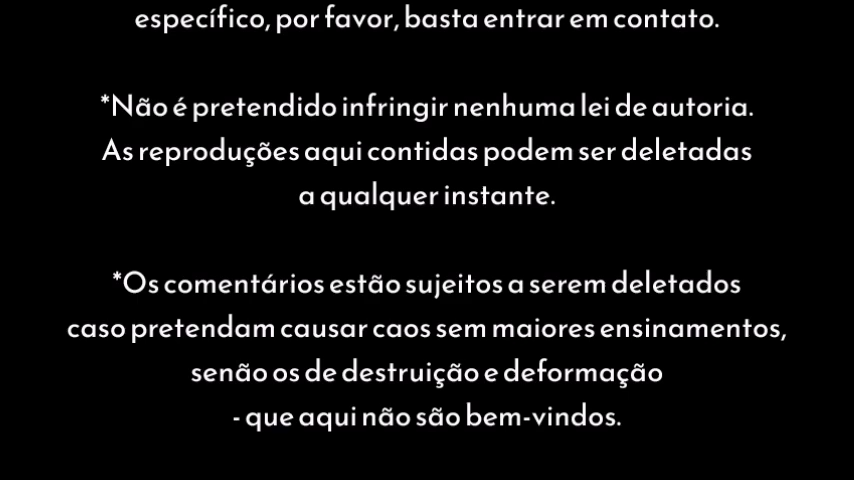 específico, por favor, basta entrar em contato.
*Não é pretendido infringir nenhuma lei de autoria.
As reproduções aqui contidas podem ser deletadas
a qualquer instante.
*Os comentários estão sujeitos a serem deletados
caso pretendam causar caos sem maiores ensinamentos,
senão os de destruição e deformação
- que aqui não são bem-vindos.